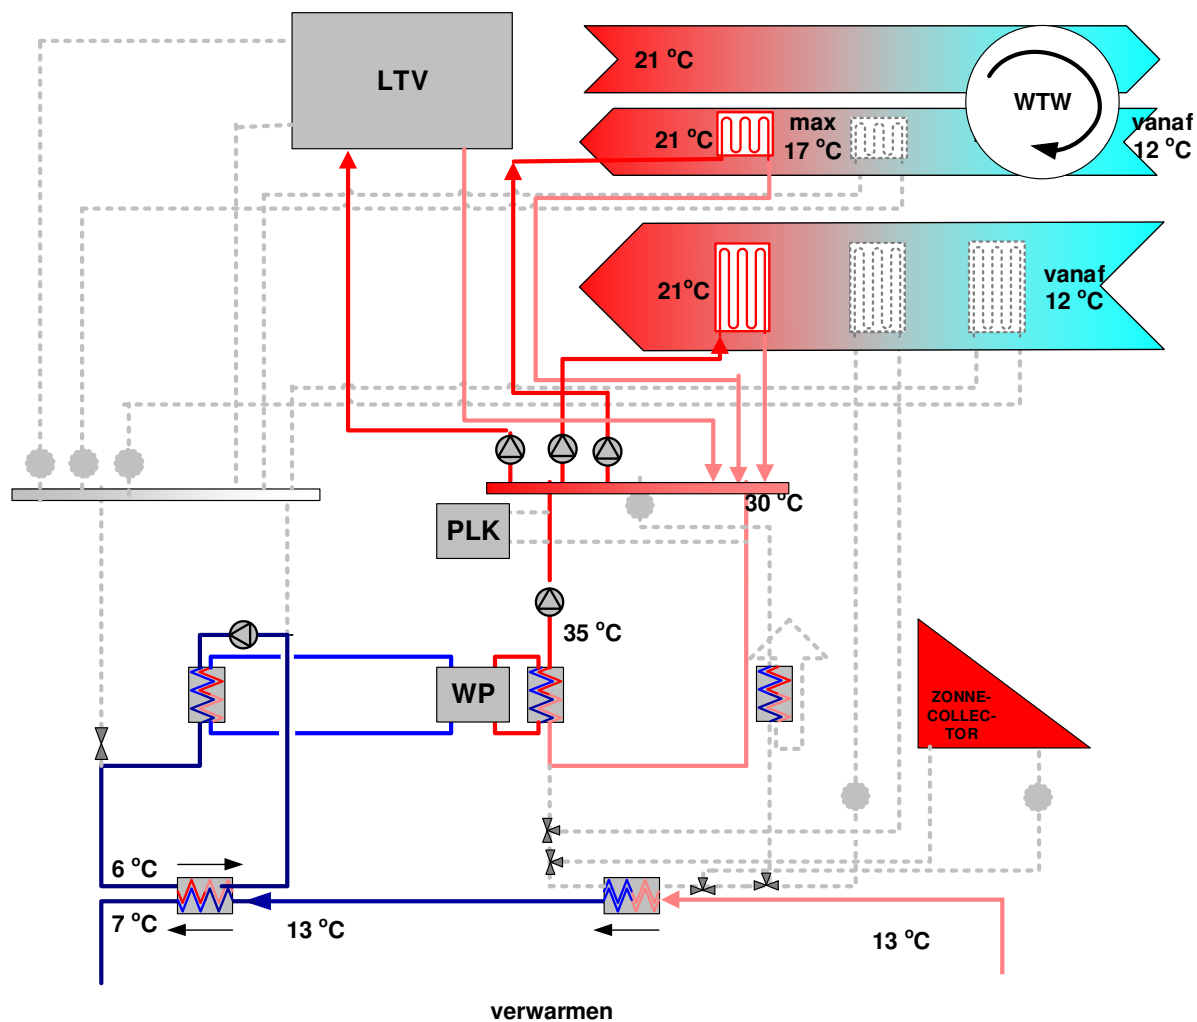 LTV
21 °C
WTW
21 °C
max
17 °C
vanaf
12 °C
21°C
vanaf
12 °C
30 °C
PLK
35 °C
WP
ZONNE-
COLLEC-
TOR
6 °C
7 °C
13 °C
13 °C
verwarmen